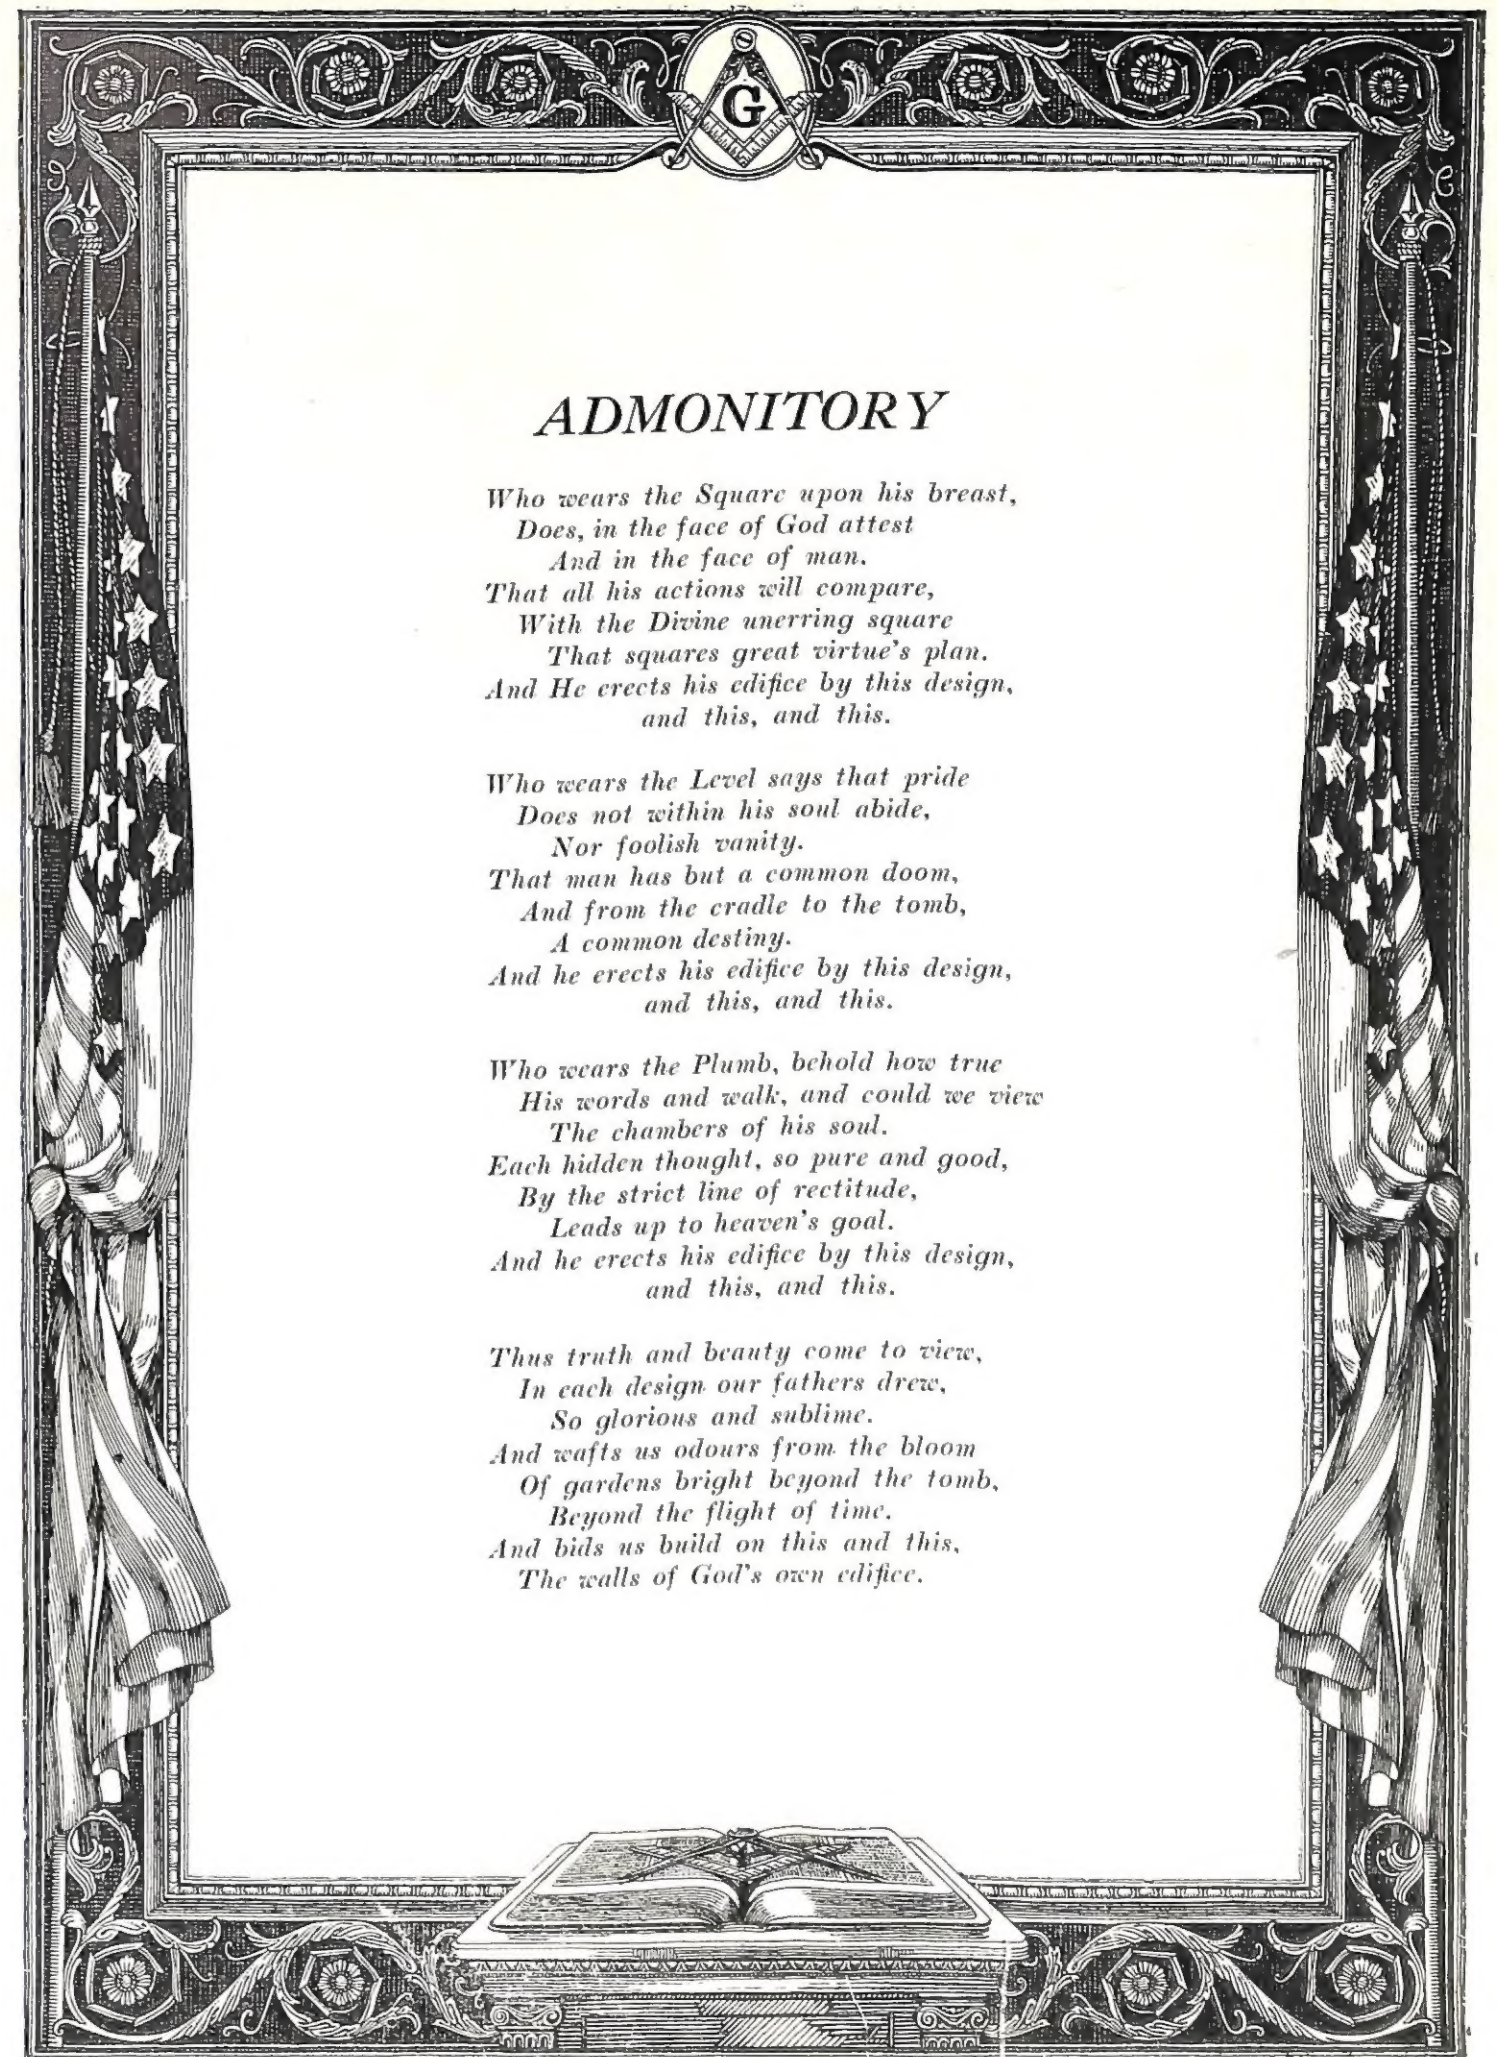 G
ADMONITORY
Who wears the Square upon his breast,
Does, in the face of God attest
And in the face of man.
That all his actions will compare,
With the Divine unerring square
That squares great virtue's plan.
And He erects his edifice by this design,
and this, and this.
Who wears the Level says that pride
Does not within his soul abide,
Nor foolish vanity.
That man has but a common doom,
And from the cradle to the tomb,
A common destiny.
And he erects his edifice by this design,
and this, and this.
Who wears the Plumb, behold how true
His words and walk, and could we view
The chambers of his soul.
Each hidden thought, so pure and good,
By the strict line of rectitude,
Leads up to heaven's goal.
And he erects his edifice by this design,
and this, and this.
Thus truth and beauty come to view,
In each design our fathers drew,
So glorious and sublime.
And wafts us odours from the bloom
Of gardens bright beyond the tomb,
Beyond the flight of time.
And bids us build on this and this,
The walls of God's own edifice.